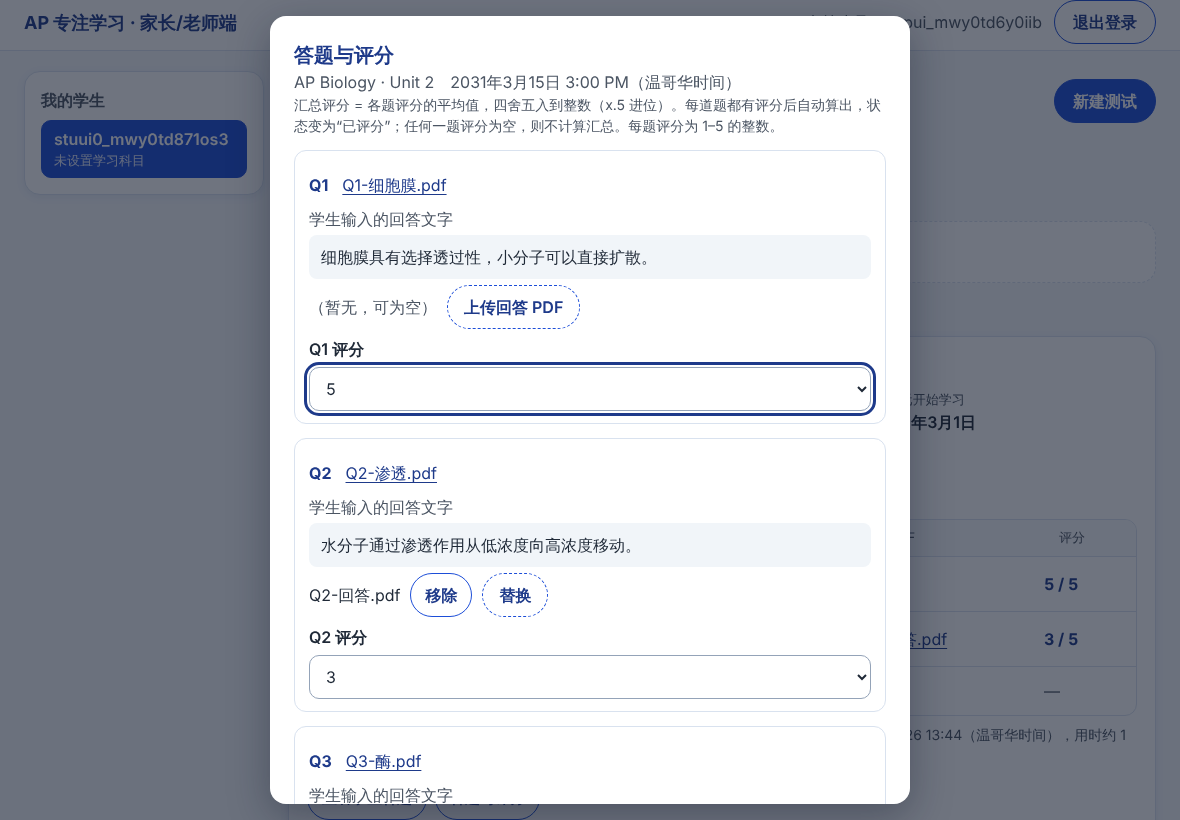 AP 专注学习 · 家长/老师端
pui_mwy0td6y0iib
退出登录
我的学生
stuui0_mwy0td871os3
未设置学习科目
新建测试
答题与评分
AP Biology · Unit 2 2031年3月15日 3:00 PM（温哥华时间）
汇总评分 = 各题评分的平均值，四舍五入到整数（x.5 进位）。每道题都有评分后自动算出，状
态变为“已评分”；任何一题评分为空，则不计算汇总。每题评分为 1–5 的整数。
Q1 Q1-细胞膜.pdf
学生输入的回答文字
细胞膜具有选择透过性，小分子可以直接扩散。
（暂无，可为空） 上传回答 PDF
Q1 评分
5
Q2 Q2-渗透.pdf
学生输入的回答文字
水分子通过渗透作用从低浓度向高浓度移动。
Q2-回答.pdf 移除 替换
Q2 评分
3
Q3 Q3-酶.pdf
学生输入的回答文字
开始学习
年3月1日
评分
5 / 5
答.pdf 3 / 5
—
26 13:44（温哥华时间），用时约 1